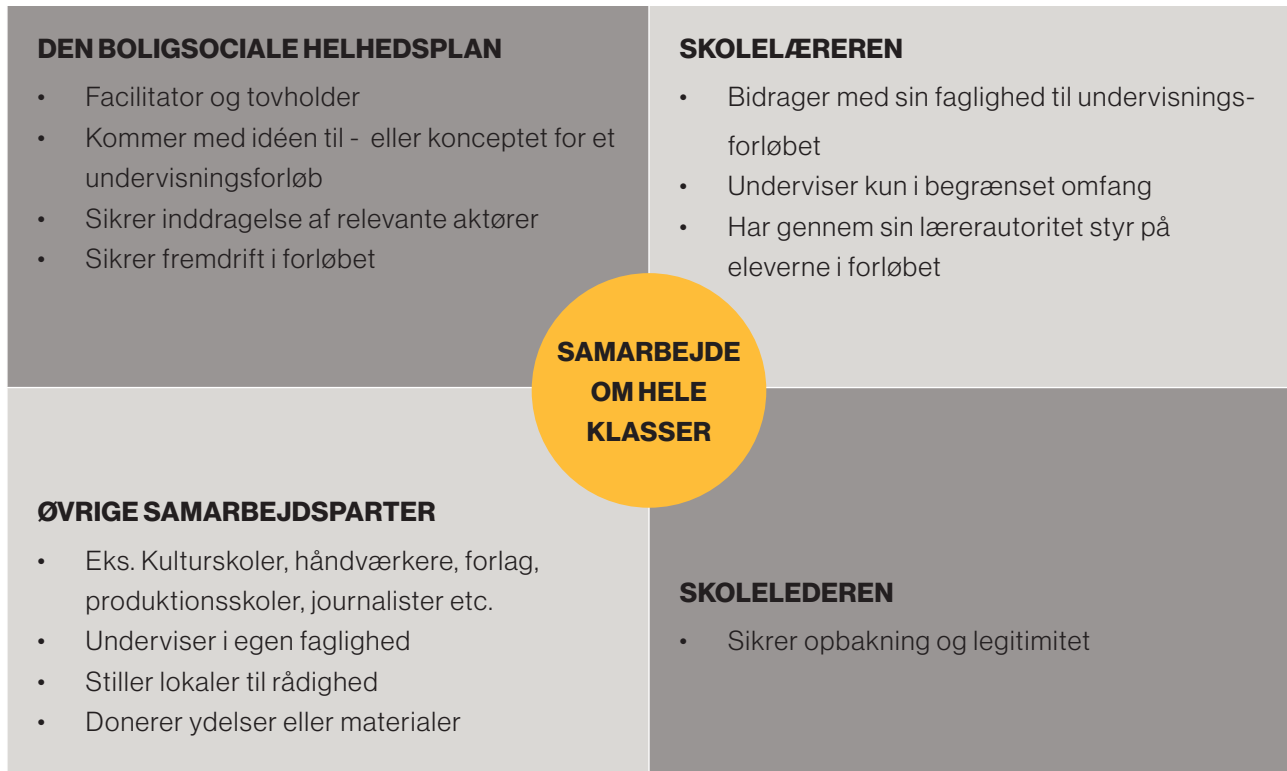 DEN BOLIGSOCIALE HELHEDSPLAN
• Facilitator og tovholder
• Kommer med idéen til - eller konceptet for et
undervisningsforløb
• Sikrer inddragelse af relevante aktører
• Sikrer fremdrift i forløbet
SKOLELÆREREN
• Bidrager med sin faglighed til undervisnings-
forløbet
• Underviser kun i begrænset omfang
• Har gennem sin lærerautoritet styr på
eleverne i forløbet
SAMARBEJDE
OM HELE
KLASSER
ØVRIGE SAMARBEJDSPARTER
• Eks. Kulturskoler, håndværkere, forlag,
produktionsskoler, journalister etc.
• Underviser i egen faglighed
• Stiller lokaler til rådighed
• Donerer ydelser eller materialer
SKOLELEDEREN
• Sikrer opbakning og legitimitet